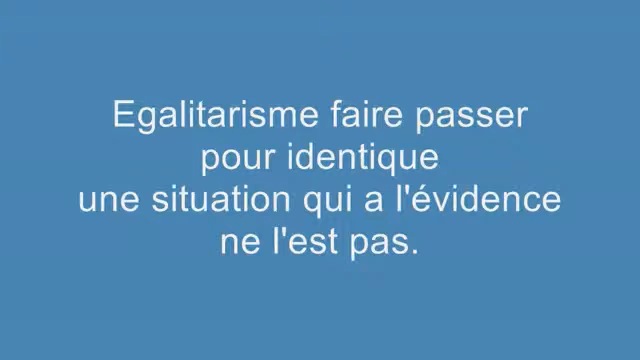 Egalitarisme faire passer
pour identique
une situation qui a l'évidence
ne l'est pas.